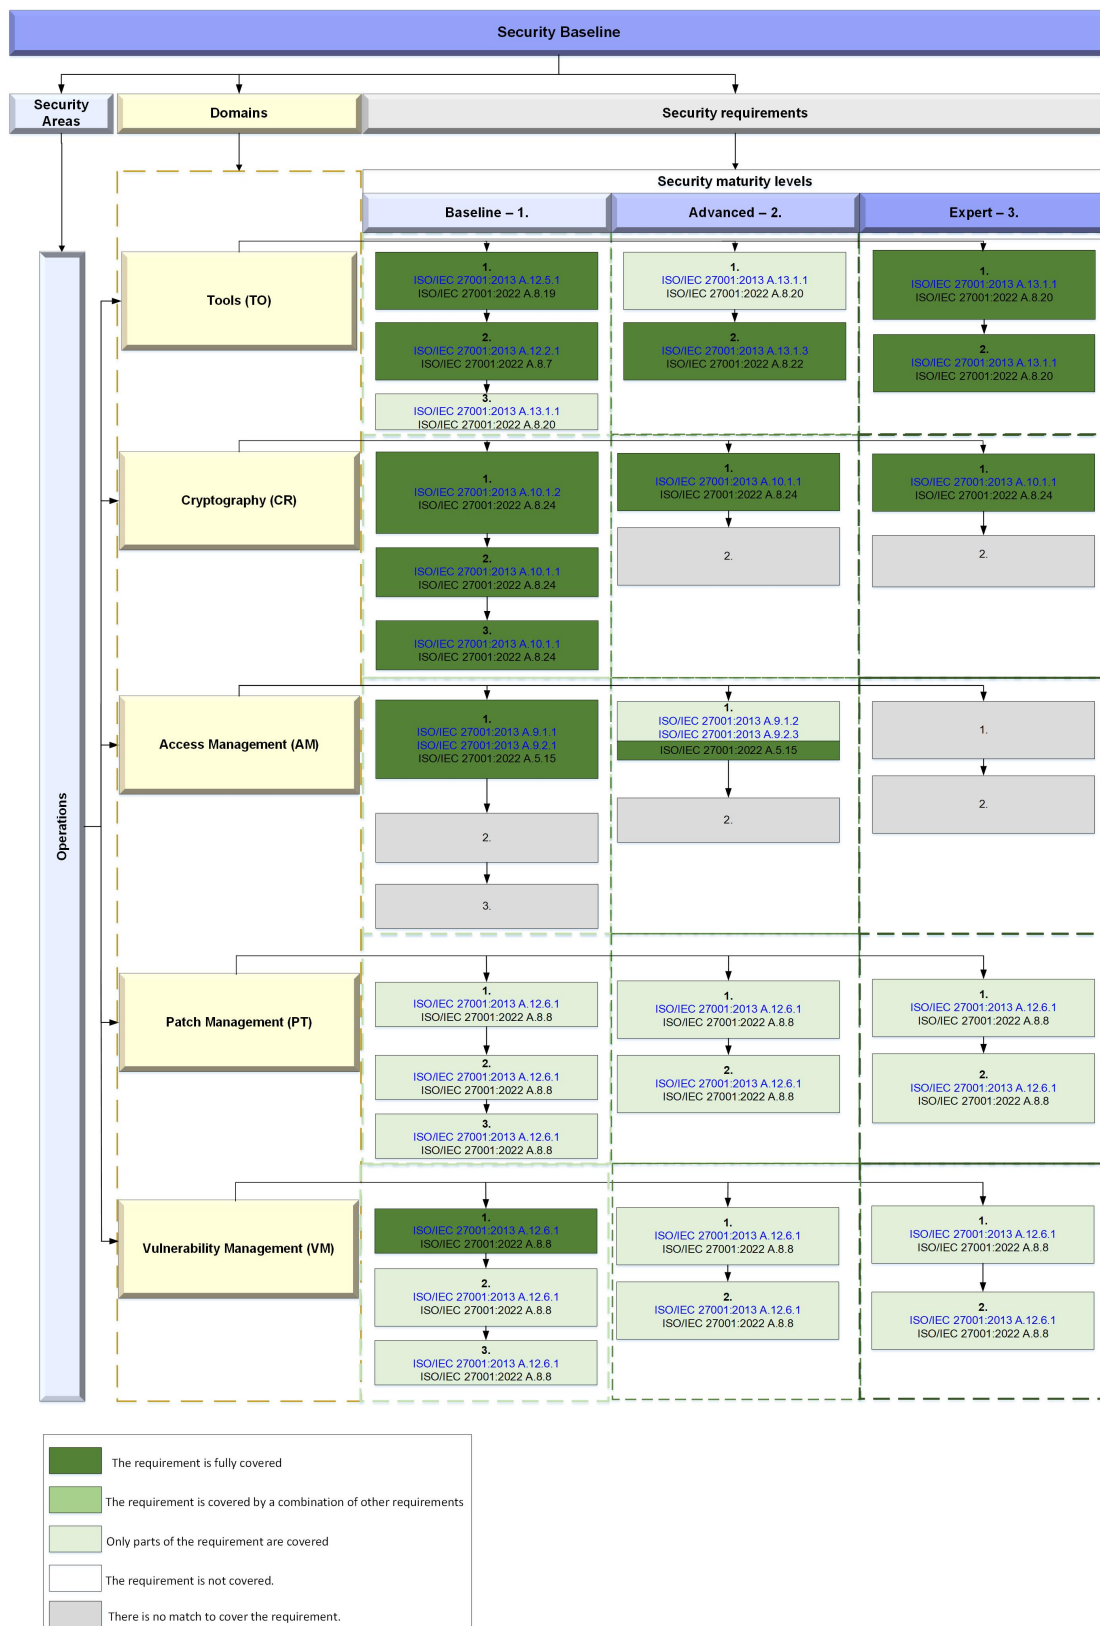 Security Baseline
Security
Areas
Domains
Security requirements
Security maturity levels
Baseline – 1.
Advanced – 2.
Expert – 3.
Operations
Tools (TO)
1.
ISO/IEC 27001:2013 A.12.5.1
ISO/IEC 27001:2022 A.8.19
2.
ISO/IEC 27001:2013 A.12.2.1
ISO/IEC 27001:2022 A.8.7
3.
ISO/IEC 27001:2013 A.13.1.1
ISO/IEC 27001:2022 A.8.20
1.
ISO/IEC 27001:2013 A.13.1.1
ISO/IEC 27001:2022 A.8.20
2.
ISO/IEC 27001:2013 A.13.1.3
ISO/IEC 27001:2022 A.8.22
1.
ISO/IEC 27001:2013 A.13.1.1
ISO/IEC 27001:2022 A.8.20
2.
ISO/IEC 27001:2013 A.13.1.1
ISO/IEC 27001:2022 A.8.20
Cryptography (CR)
1.
ISO/IEC 27001:2013 A.10.1.2
ISO/IEC 27001:2022 A.8.24
2.
ISO/IEC 27001:2013 A.10.1.1
ISO/IEC 27001:2022 A.8.24
3.
ISO/IEC 27001:2013 A.10.1.1
ISO/IEC 27001:2022 A.8.24
1.
ISO/IEC 27001:2013 A.10.1.1
ISO/IEC 27001:2022 A.8.24
2.
1.
ISO/IEC 27001:2013 A.10.1.1
ISO/IEC 27001:2022 A.8.24
2.
Access Management (AM)
1.
ISO/IEC 27001:2013 A.9.1.1
ISO/IEC 27001:2013 A.9.2.1
ISO/IEC 27001:2022 A.5.15
2.
3.
1.
ISO/IEC 27001:2013 A.9.1.2
ISO/IEC 27001:2013 A.9.2.3
ISO/IEC 27001:2022 A.5.15
2.
1.
2.
Patch Management (PT)
1.
ISO/IEC 27001:2013 A.12.6.1
ISO/IEC 27001:2022 A.8.8
2.
ISO/IEC 27001:2013 A.12.6.1
ISO/IEC 27001:2022 A.8.8
3.
ISO/IEC 27001:2013 A.12.6.1
ISO/IEC 27001:2022 A.8.8
1.
ISO/IEC 27001:2013 A.12.6.1
ISO/IEC 27001:2022 A.8.8
2.
ISO/IEC 27001:2013 A.12.6.1
ISO/IEC 27001:2022 A.8.8
1.
ISO/IEC 27001:2013 A.12.6.1
ISO/IEC 27001:2022 A.8.8
2.
ISO/IEC 27001:2013 A.12.6.1
ISO/IEC 27001:2022 A.8.8
Vulnerability Management (VM)
1.
ISO/IEC 27001:2013 A.12.6.1
ISO/IEC 27001:2022 A.8.8
2.
ISO/IEC 27001:2013 A.12.6.1
ISO/IEC 27001:2022 A.8.8
3.
ISO/IEC 27001:2013 A.12.6.1
ISO/IEC 27001:2022 A.8.8
1.
ISO/IEC 27001:2013 A.12.6.1
ISO/IEC 27001:2022 A.8.8
2.
ISO/IEC 27001:2013 A.12.6.1
ISO/IEC 27001:2022 A.8.8
1.
ISO/IEC 27001:2013 A.12.6.1
ISO/IEC 27001:2022 A.8.8
2.
ISO/IEC 27001:2013 A.12.6.1
ISO/IEC 27001:2022 A.8.8
The requirement is fully covered
The requirement is covered by a combination of other requirements
Only parts of the requirement are covered
The requirement is not covered.
There is no match to cover the requirement.